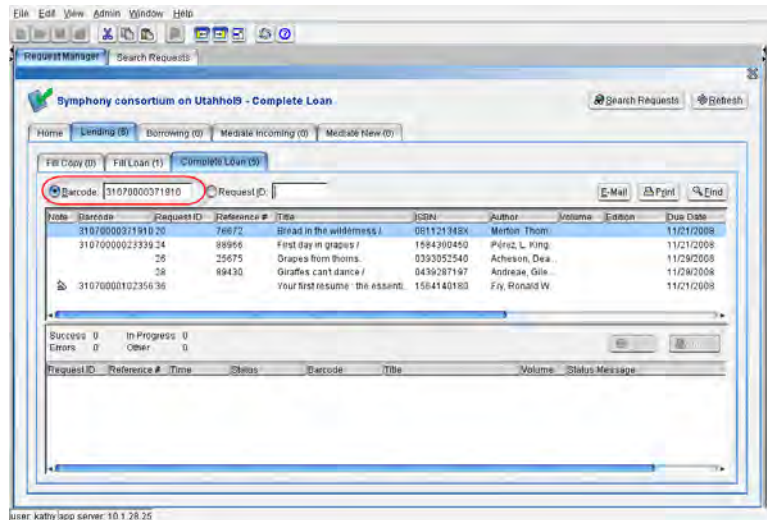 File Edit View Admin Window Help
Request Manager Search Requests
Symphony consortium on Utahhol9 - Complete Loan Search Requests Refresh
Home Lending (6) Borrowing (0) Mediate Incoming (0) Mediate New (0)
Fill Copy (0) Fill Loan (1) Complete Loan (5)
Barcode: 31070000371910 Request ID: E-Mail Print Find
Note Barcode Request ID Reference # Title ISBN Author Volume Edition Due Date
31070000371910 20 76672 Bread in the wilderness / 081121348X Merton Thom 11/21/2008
31070000023339 24 88966 First day in grapes / 1584300450 Pérez, L. King. 11/21/2008
26 25675 Grapes from thorns. 0393052540 Acheson, Dea... 11/29/2008
28 89430 Giraffes can't dance / 0439287197 Andreae, Gile... 11/28/2008
31070000102356 36 Your first resume : the essenti... 1564140180 Fry, Ronald W. 11/21/2008
Success 0 In Progress 0
Errors 0 Other 0
Request ID Reference # Time Status Barcode Title Volume Status Message
user: kathy app server: 10.1.28.25